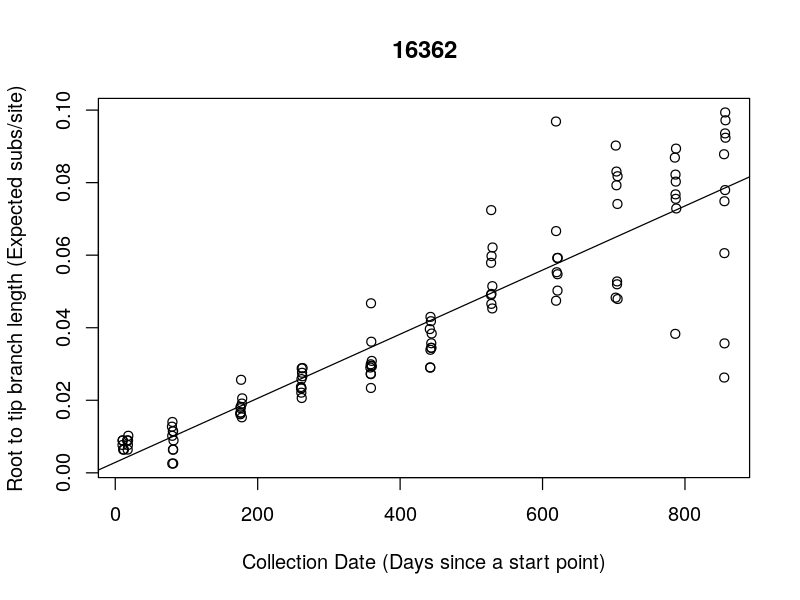 16362
Root to tip branch length (Expected subs/site)
0.10
0.08
0.06
0.04
0.02
0.00
0 200 400 600 800
Collection Date (Days since a start point)